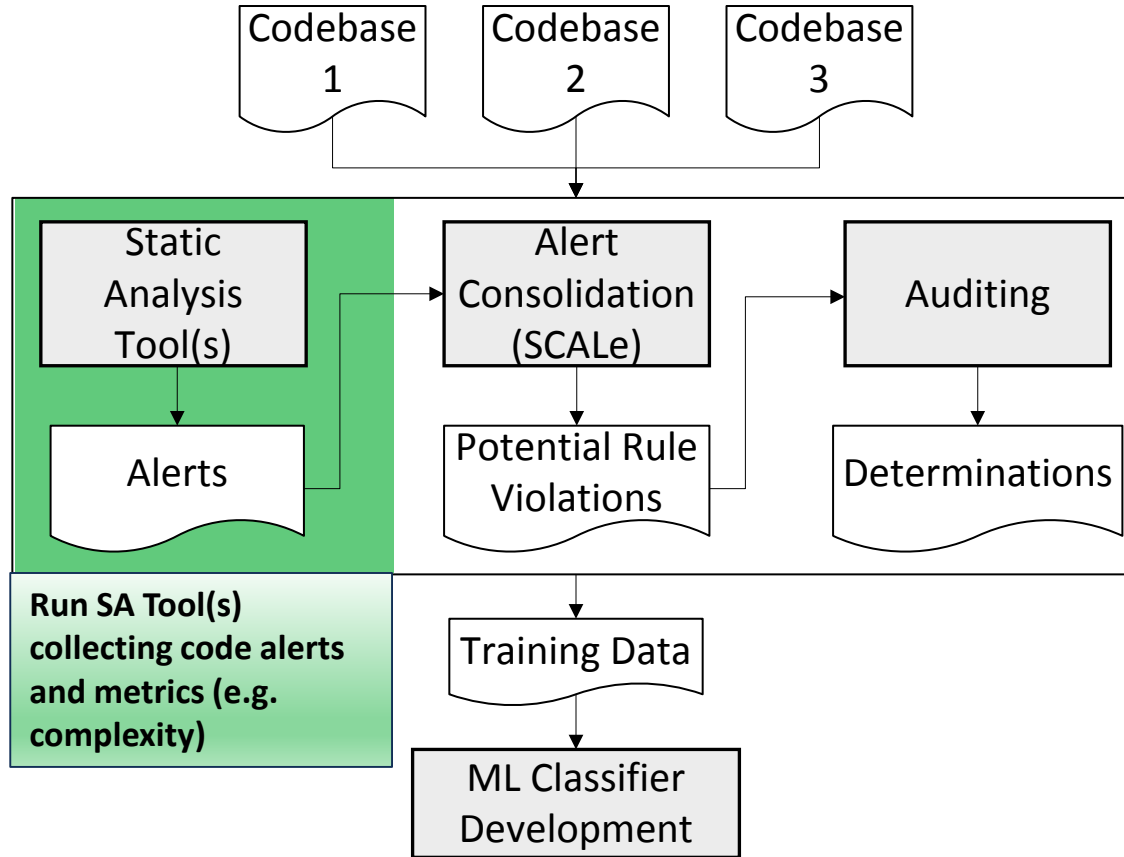 Codebase
1
Codebase
2
Codebase
3
Static
Analysis
Tool(s)
Alert
Consolidation
(SCALe)
Auditing
Alerts
Potential Rule
Violations
Determinations
Run SA Tool(s)
collecting code alerts
and metrics (e.g.
complexity)
Training Data
ML Classifier
Development